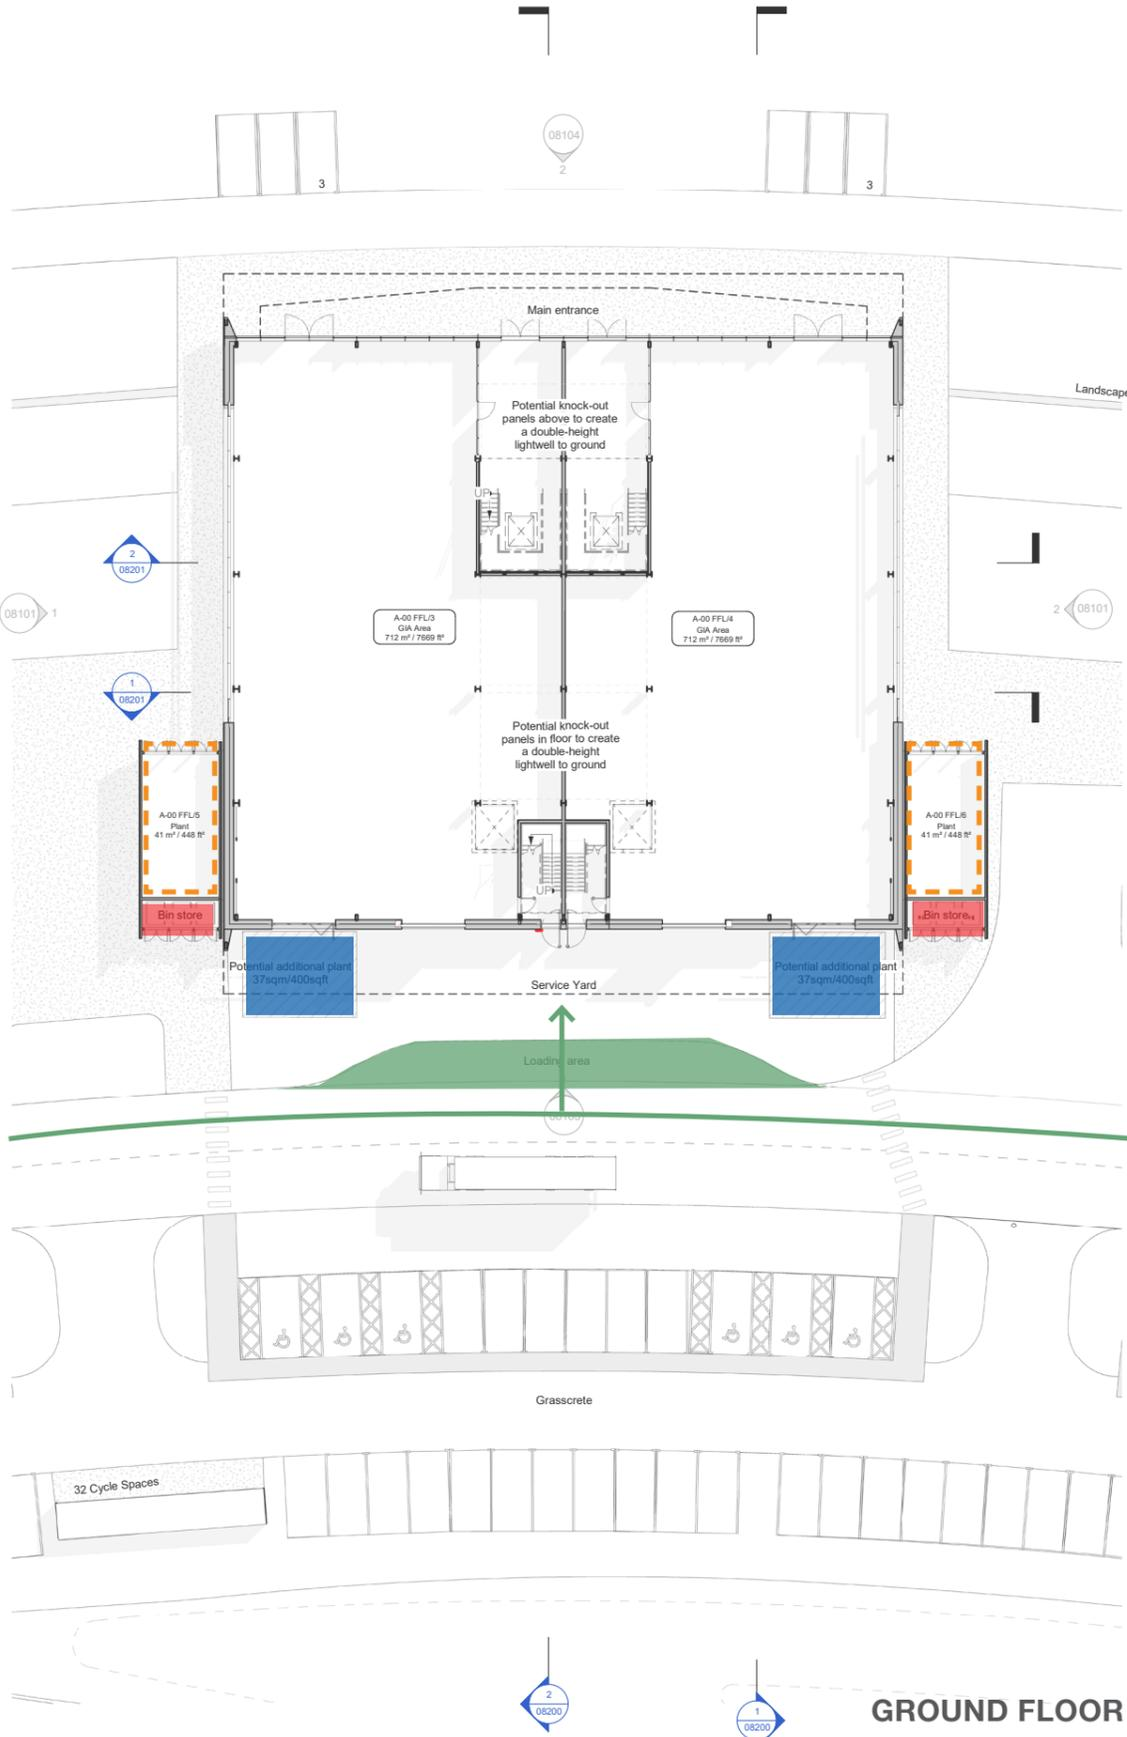 08104
2
3
3
Main entrance
Landscape
Potential knock-out
panels above to create
a double-height
lightwell to ground
UP
2
08201
08101
1
2
08101
A-00 FFL/3
GIA Area
712 m² / 7669 ft²
A-00 FFL/4
GIA Area
712 m² / 7669 ft²
1
08201
Potential knock-out
panels in floor to create
a double-height
lightwell to ground
A-00 FFL/5
Plant
41 m² / 448 ft²
A-00 FFL/6
Plant
41 m² / 448 ft²
UP
Bin store
Bin store
Potential additional plant
37sqm/400sqft
Potential additional plant
37sqm/400sqft
Service Yard
Loading area
Grasscrete
32 Cycle Spaces
2
08200
1
08200
GROUND FLOOR